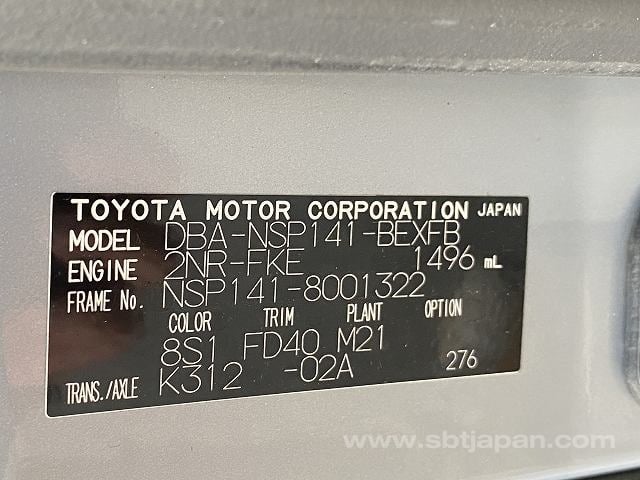 TOYOTA MOTOR CORPORATION JAPAN
MODEL DBA-NSP141-BEXFB
ENGINE 2NR-FKE 1496 mL
FRAME No. NSP141-8001322
COLOR TRIM PLANT OPTION
8S1 FD40 M21
TRANS./AXLE K312 -02A 276
www.sbtjapan.com